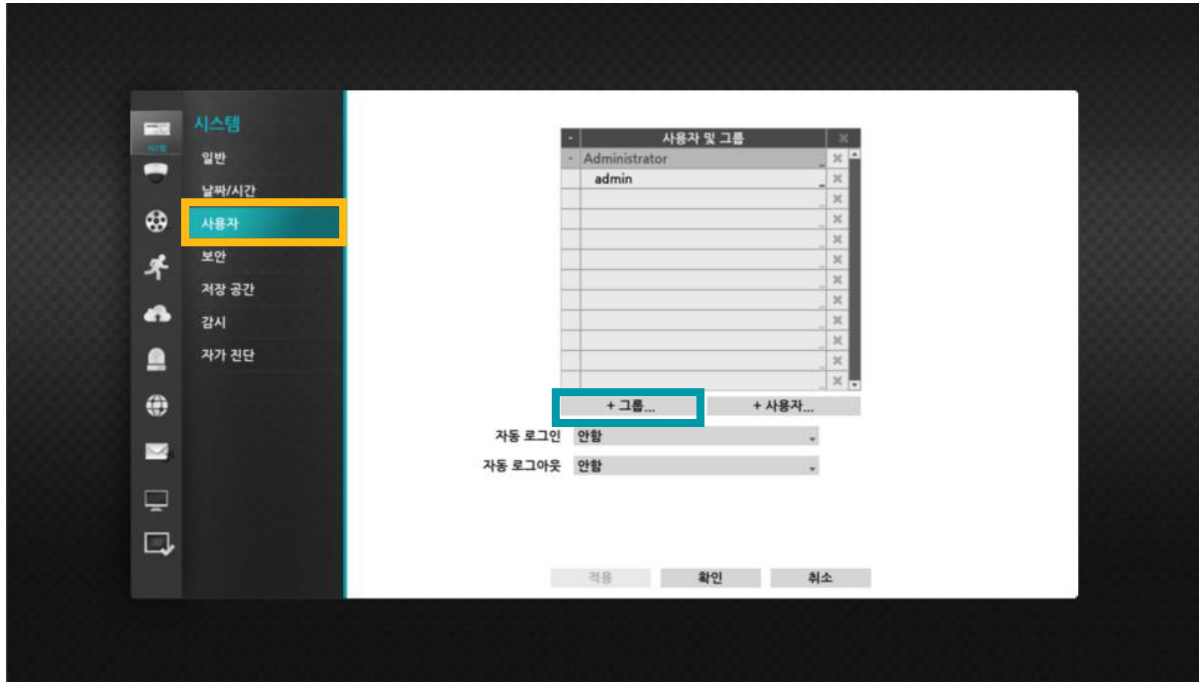 시스템
시스템
일반
날짜/시간
사용자
보안
저장 공간
감시
자가 진단
사용자 및 그룹
Administrator
admin
+ 그룹...
+ 사용자...
자동 로그인 안함
자동 로그아웃 안함
적용 확인 취소